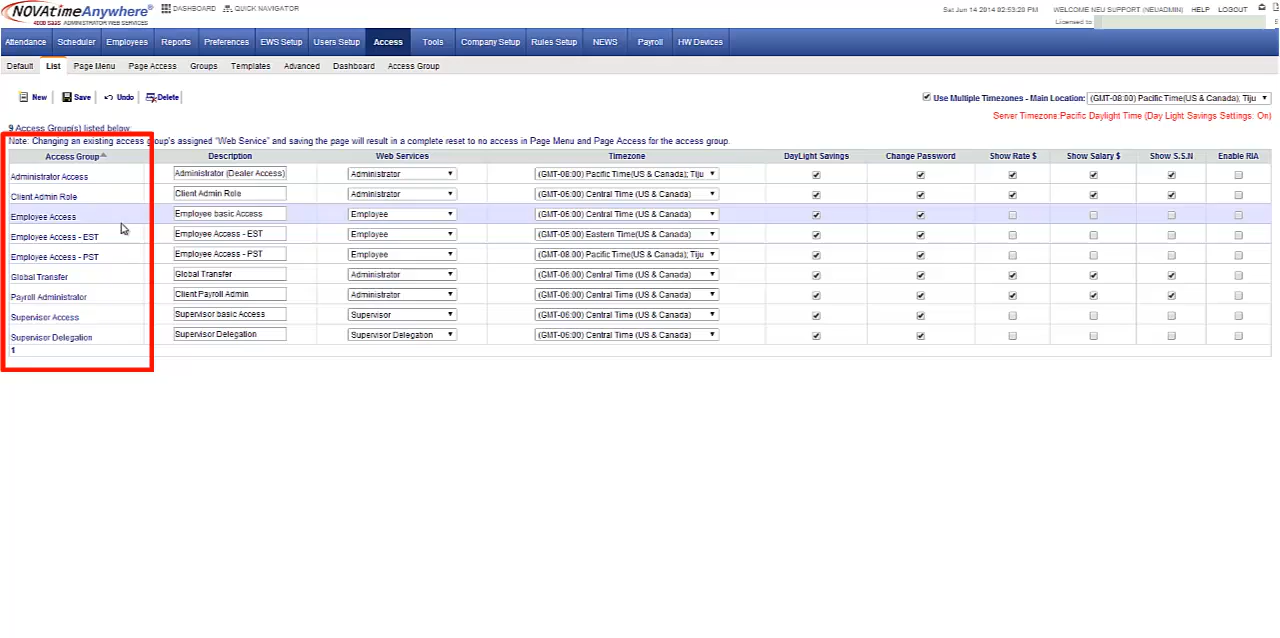 NOVAtimeAnywhere® DASHBOARD QUICK NAVIGATOR Sat Jun 14 2014 02:53:20 PM WELCOME NEU SUPPORT (NEUADMIN) HELP LOGOUT
4000 SAAS ADMINISTRATOR WEB SERVICES Licensed to:
Attendance Scheduler Employees Reports Preferences EWS Setup Users Setup Access Tools Company Setup Rules Setup NEWS Payroll HW Devices
Default List Page Menu Page Access Groups Templates Advanced Dashboard Access Group
New Save Undo Delete Use Multiple Timezones - Main Location: (GMT-08:00) Pacific Time(US & Canada); Tiju
Server Timezone:Pacific Daylight Time (Day Light Savings Settings: On)
9 Access Group(s) listed below:
Note: Changing an existing access group's assigned "Web Service" and saving the page will result in a complete reset to no access in Page Menu and Page Access for the access group.
Access Group Description Web Services Timezone DayLight Savings Change Password Show Rate $ Show Salary $ Show S.S.N Enable RIA
Administrator Access Administrator (Dealer Access) Administrator (GMT-08:00) Pacific Time(US & Canada); Tiju
Client Admin Role Client Admin Role Administrator (GMT-06:00) Central Time (US & Canada)
Employee Access Employee basic Access Employee (GMT-06:00) Central Time (US & Canada)
Employee Access - EST Employee Access - EST Employee (GMT-05:00) Eastern Time(US & Canada)
Employee Access - PST Employee Access - PST Employee (GMT-08:00) Pacific Time(US & Canada); Tiju
Global Transfer Global Transfer Administrator (GMT-06:00) Central Time (US & Canada)
Payroll Administrator Client Payroll Admin Administrator (GMT-06:00) Central Time (US & Canada)
Supervisor Access Supervisor basic Access Supervisor (GMT-06:00) Central Time (US & Canada)
Supervisor Delegation Supervisor Delegation Supervisor Delegation (GMT-06:00) Central Time (US & Canada)
1